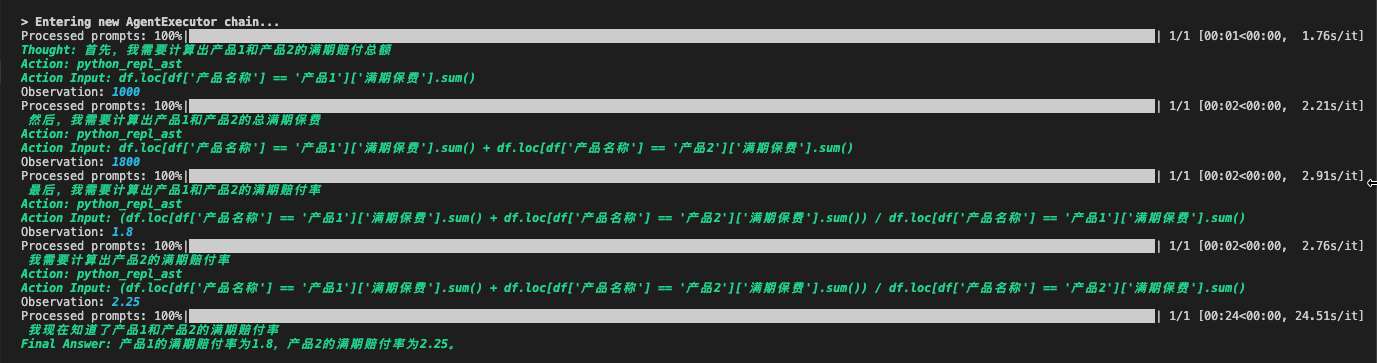 > Entering new AgentExecutor chain...
Processed prompts: 100%| | 1/1 [00:01<00:00, 1.76s/it]
Thought: 首先，我需要计算出产品1和产品2的满期赔付总额
Action: python_repl_ast
Action Input: df.loc[df['产品名称'] == '产品1']['满期保费'].sum()
Observation: 1000
Processed prompts: 100%| | 1/1 [00:02<00:00, 2.21s/it]
然后，我需要计算出产品1和产品2的总满期保费
Action: python_repl_ast
Action Input: df.loc[df['产品名称'] == '产品1']['满期保费'].sum() + df.loc[df['产品名称'] == '产品2']['满期保费'].sum()
Observation: 1800
Processed prompts: 100%| | 1/1 [00:02<00:00, 2.91s/it]
最后，我需要计算出产品1和产品2的满期赔付率
Action: python_repl_ast
Action Input: (df.loc[df['产品名称'] == '产品1']['满期保费'].sum() + df.loc[df['产品名称'] == '产品2']['满期保费'].sum()) / df.loc[df['产品名称'] == '产品1']['满期保费'].sum()
Observation: 1.8
Processed prompts: 100%| | 1/1 [00:02<00:00, 2.76s/it]
我需要计算出产品2的满期赔付率
Action: python_repl_ast
Action Input: (df.loc[df['产品名称'] == '产品1']['满期保费'].sum() + df.loc[df['产品名称'] == '产品2']['满期保费'].sum()) / df.loc[df['产品名称'] == '产品2']['满期保费'].sum()
Observation: 2.25
Processed prompts: 100%| | 1/1 [00:24<00:00, 24.51s/it]
我现在知道了产品1和产品2的满期赔付率
Final Answer: 产品1的满期赔付率为1.8，产品2的满期赔付率为2.25。